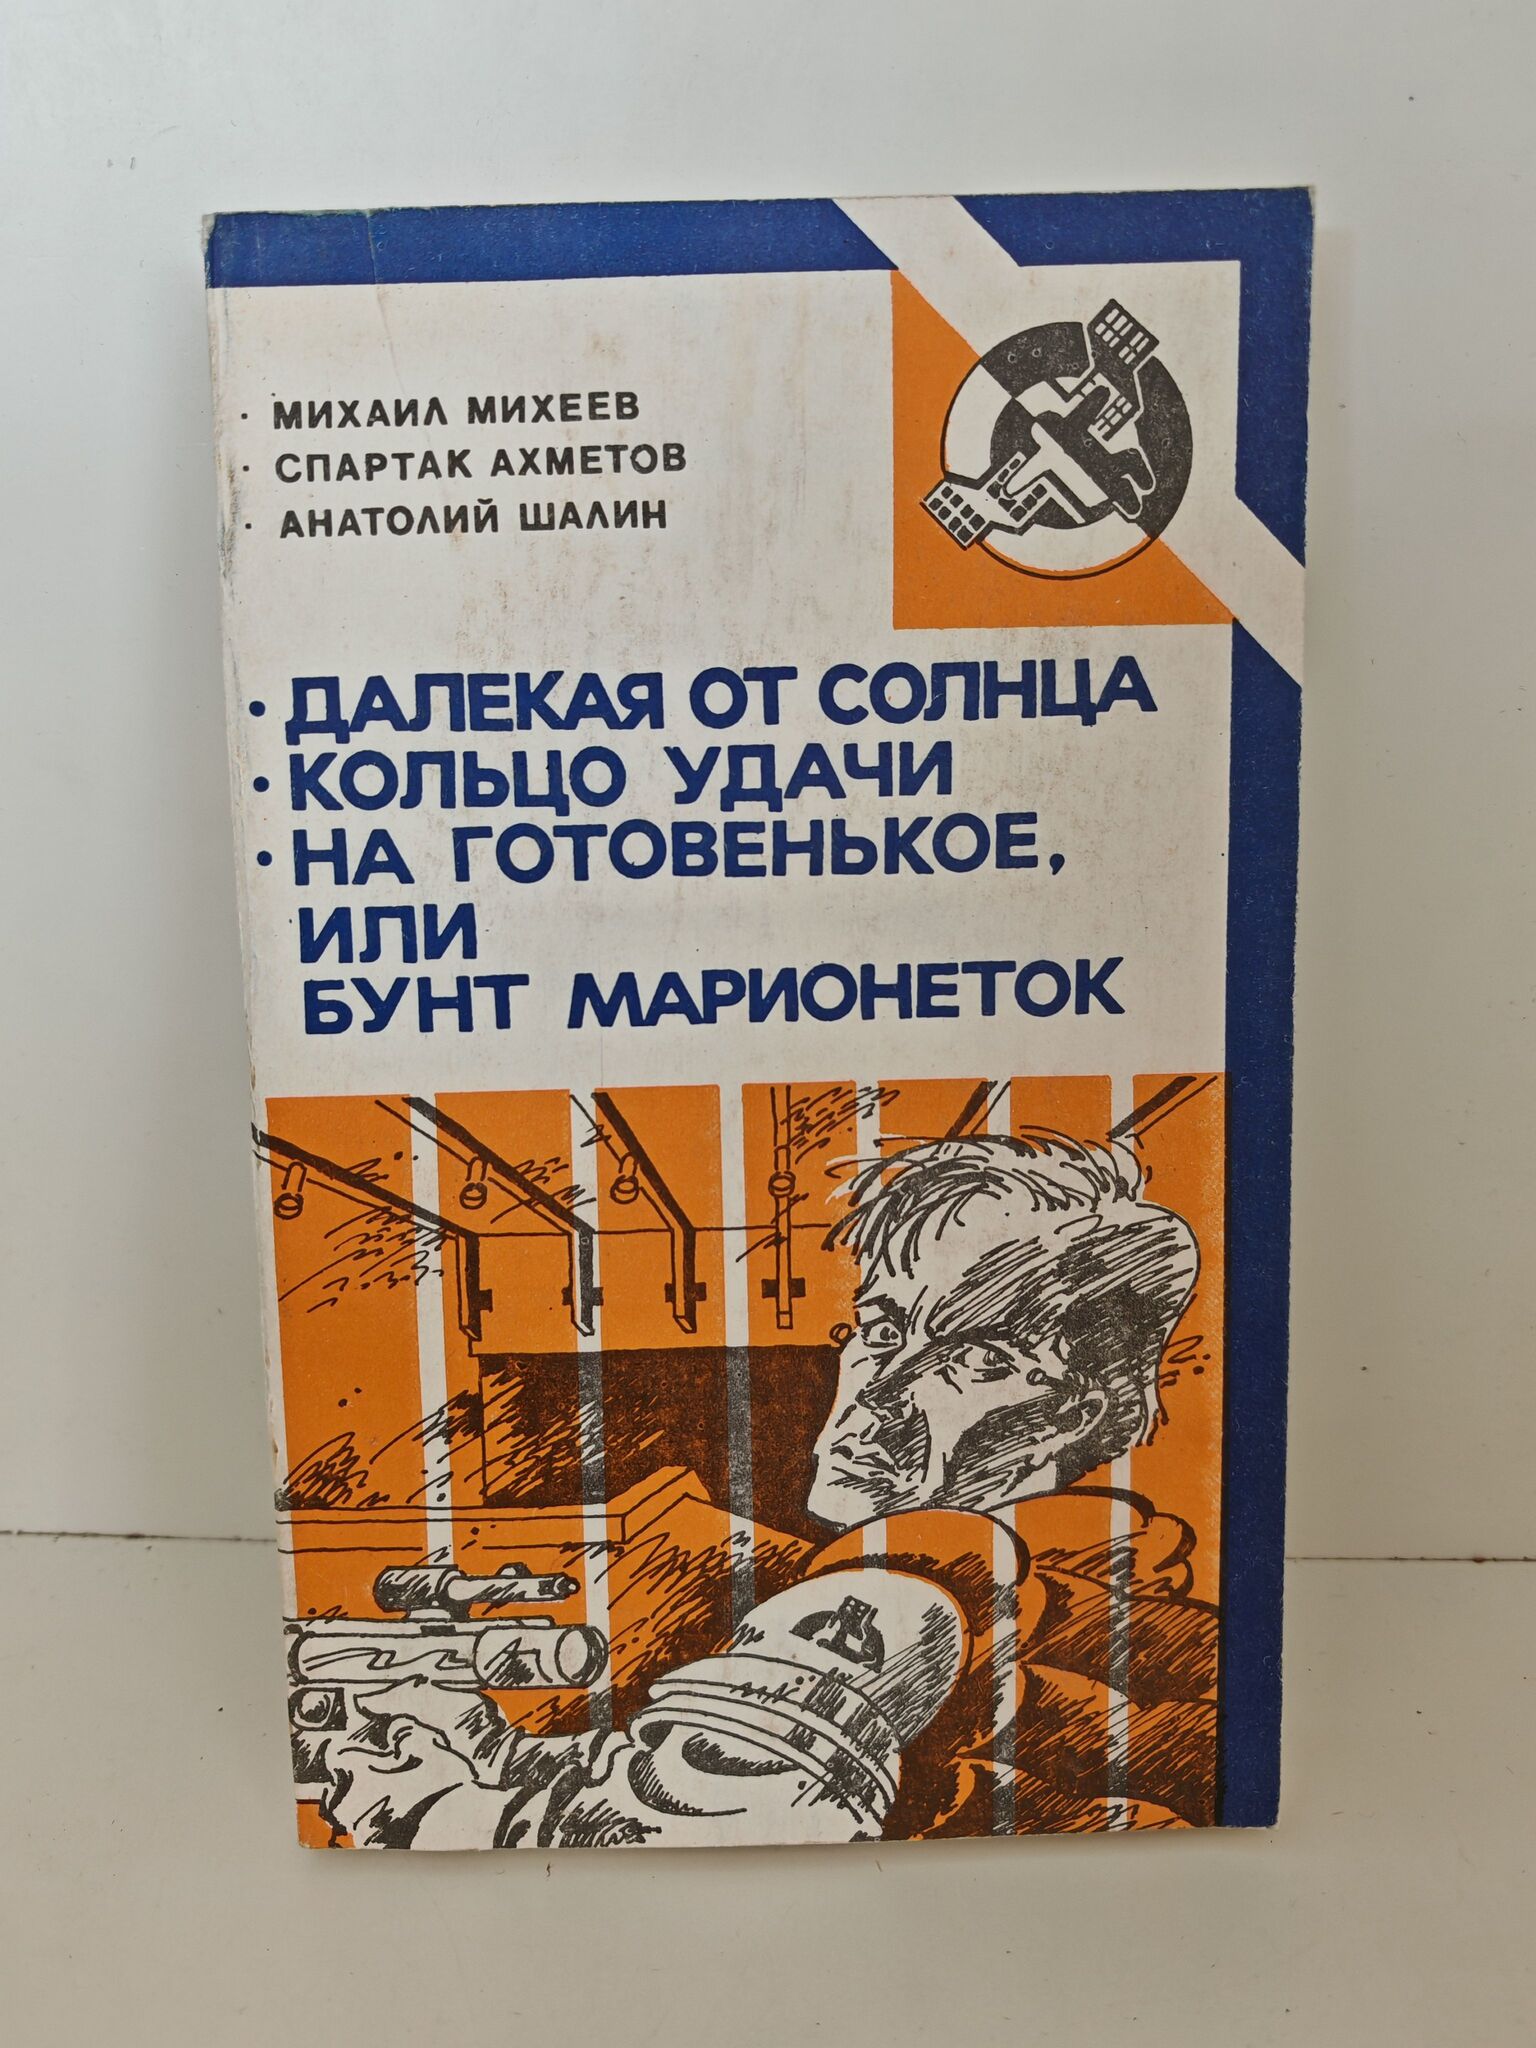 · МИХАИЛ МИХЕЕВ
· СПАРТАК АХМЕТОВ
· АНАТОЛИЙ ШАЛИН
· ДАЛЕКАЯ ОТ СОЛНЦА
· КОЛЬЦО УДАЧИ
· НА ГОТОВЕНЬКОЕ,
ИЛИ
БУНТ МАРИОНЕТОК